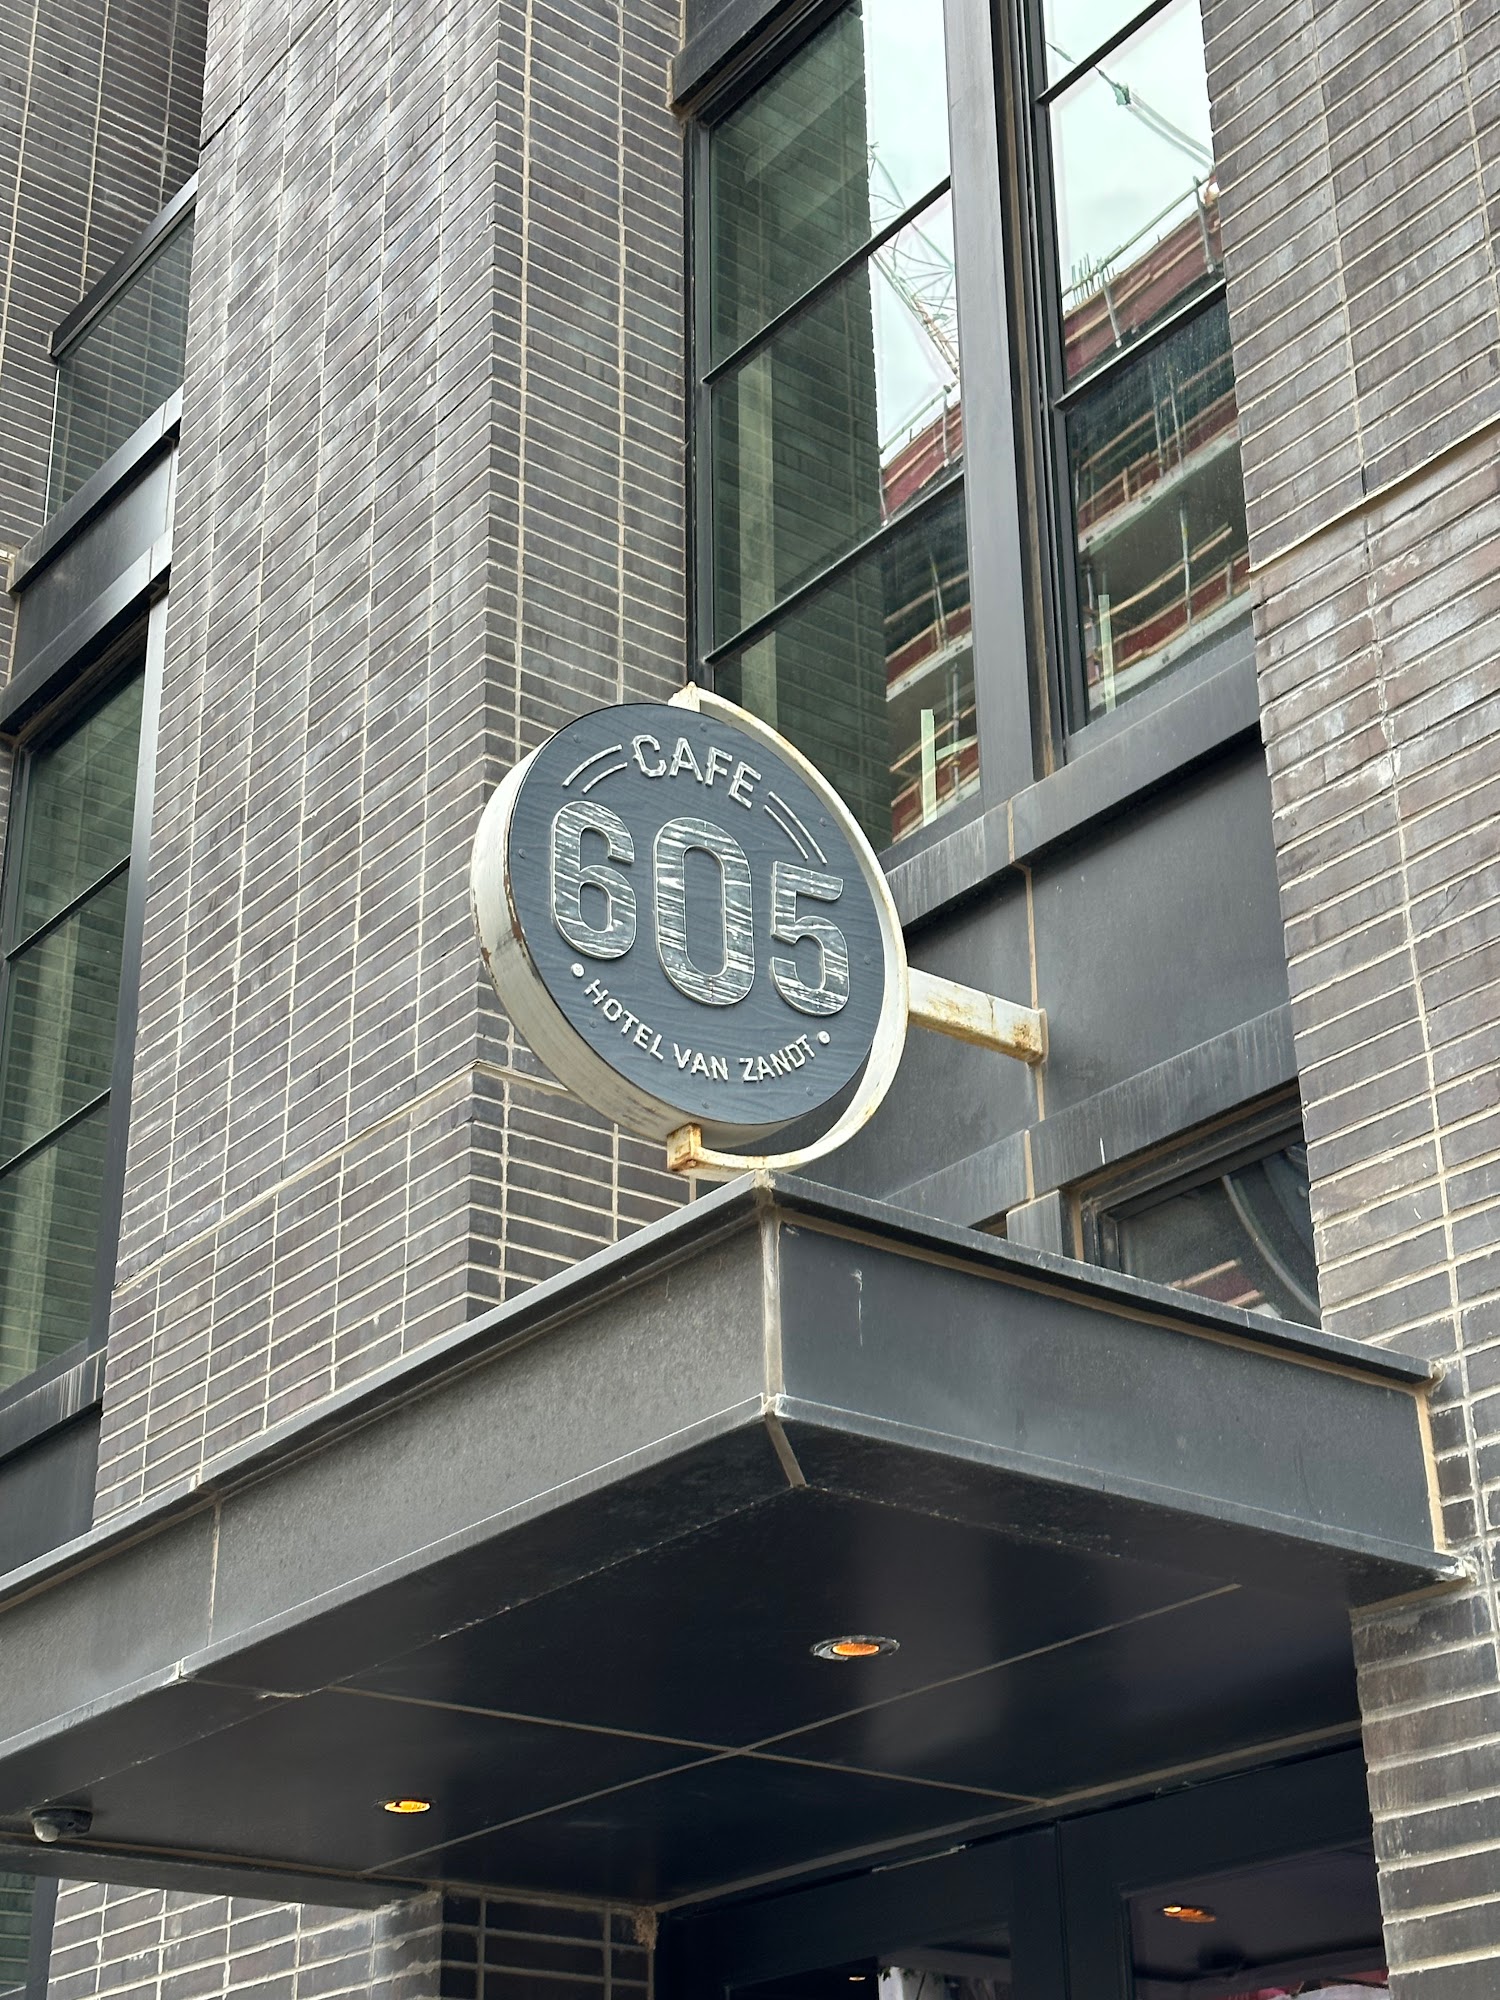 CAFE
605
• HOTEL VAN ZANDT •